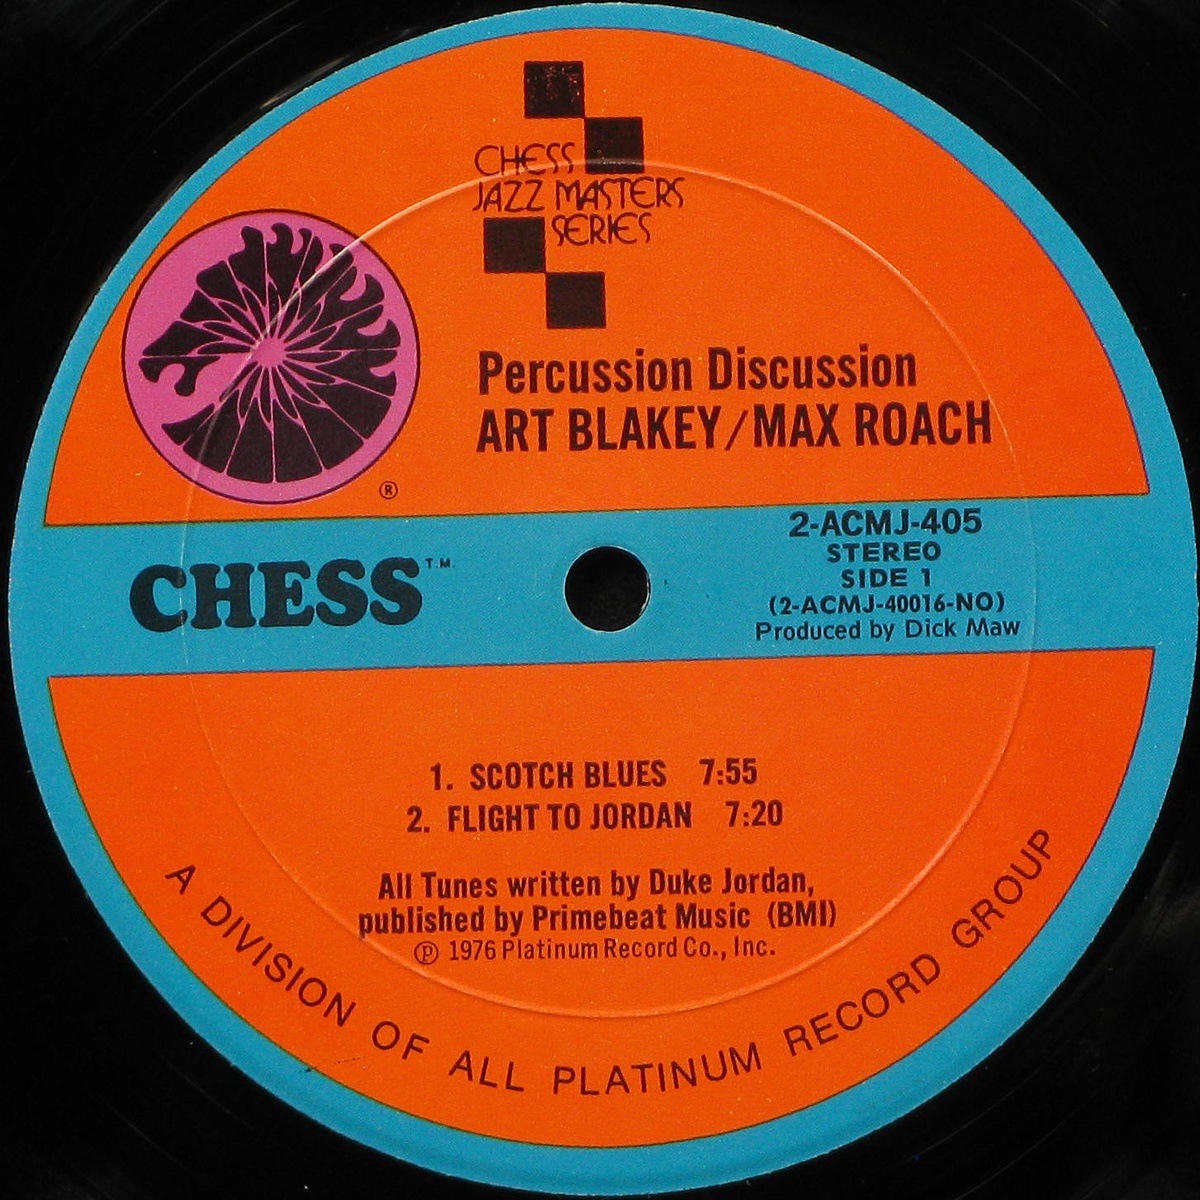 CHESS
JAZZ MASTERS
SERIES
Percussion Discussion
ART BLAKEY/MAX ROACH
®
CHESS T.M.
2-ACMJ-405
STEREO
SIDE 1
(2-ACMJ-40016-NO)
Produced by Dick Maw
1. SCOTCH BLUES 7:55
2. FLIGHT TO JORDAN 7:20
All Tunes written by Duke Jordan,
published by Primebeat Music (BMI)
℗ 1976 Platinum Record Co., Inc.
A DIVISION OF ALL PLATINUM RECORD GROUP